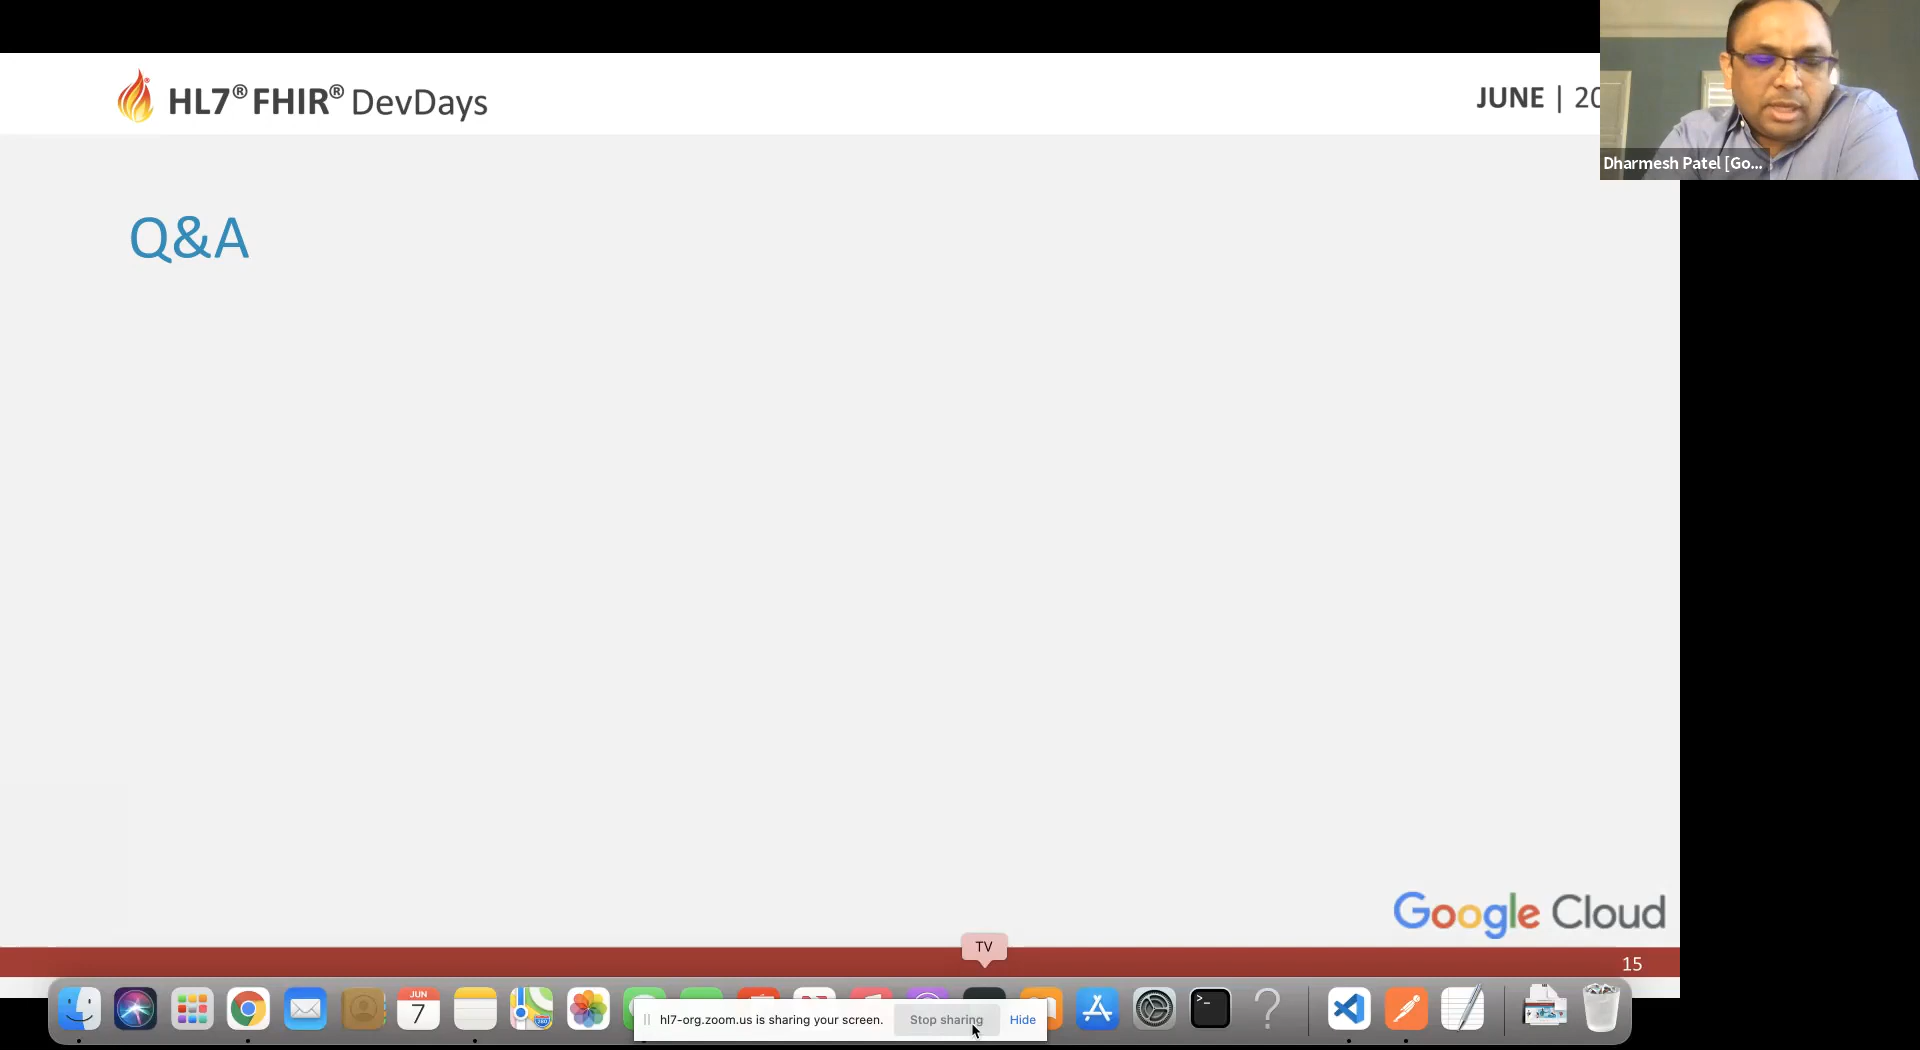 HL7® FHIR® DevDays
JUNE | 20
Dharmesh Patel [Go...
Q&A
Google Cloud
TV
15
JUN
7
hl7-org.zoom.us is sharing your screen.
Stop sharing
Hide
>_
?